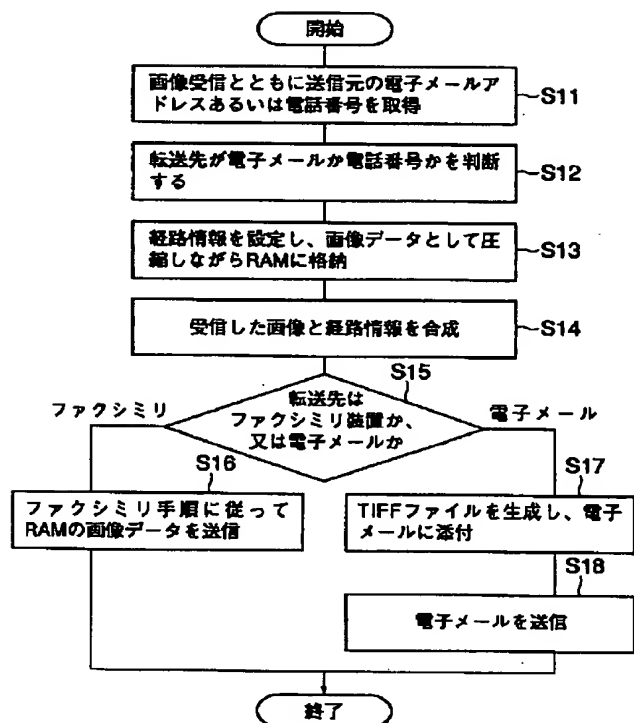 開始
画像受信とともに送信元の電子メールア
ドレスあるいは電話番号を取得
S11
転送先が電子メールか電話番号かを判断
する
S12
経路情報を設定し、画像データとして圧
縮しながらRAMに格納
S13
受信した画像と経路情報を合成
S14
S15
転送先は
ファクシミリ装置か、
又は電子メールか
ファクシミリ
電子メール
S16
ファクシミリ手順に従って
RAMの画像データを送信
S17
TIFFファイルを生成し、電子
メールに添付
S18
電子メールを送信
終了